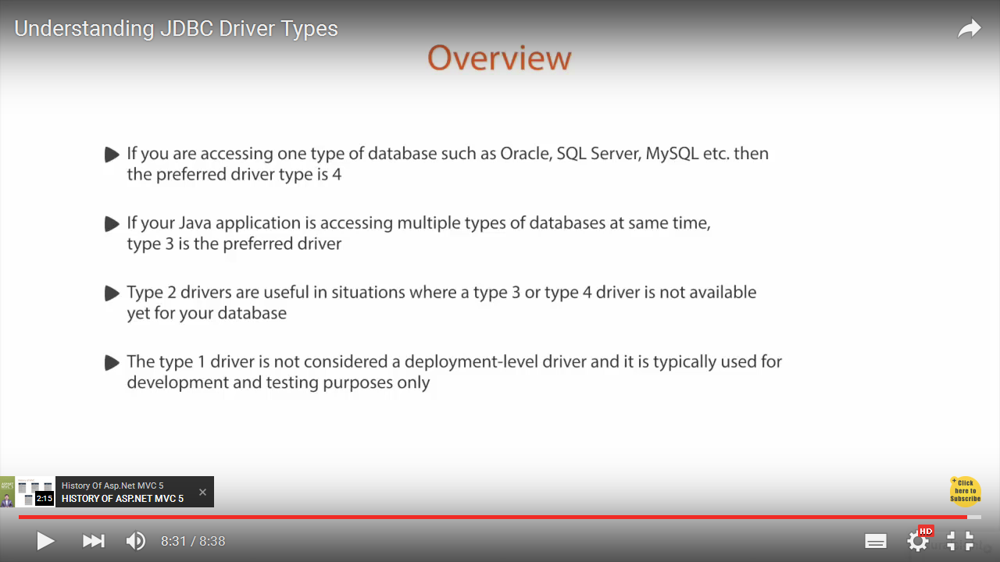 Understanding JDBC Driver Types
Overview
If you are accessing one type of database such as Oracle, SQL Server, MySQL etc. then
the preferred driver type is 4
If your Java application is accessing multiple types of databases at same time,
type 3 is the preferred driver
Type 2 drivers are useful in situations where a type 3 or type 4 driver is not available
yet for your database
The type 1 driver is not considered a deployment-level driver and it is typically used for
development and testing purposes only
2:15
History Of Asp.Net MVC 5
HISTORY OF ASP.NET MVC 5
+ Click
here to
Subscribe
8:31 / 8:38
HD